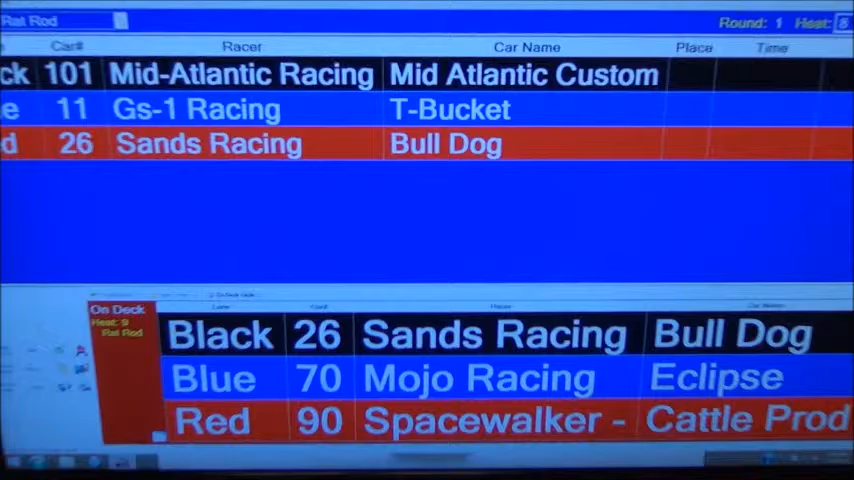 Rat Rod Round: 1 Heat: 8
Car# Racer Car Name Place Time
ck 101 Mid-Atlantic Racing Mid Atlantic Custom
e 11 Gs-1 Racing T-Bucket
d 26 Sands Racing Bull Dog
On Deck
Heat: 9
Rat Rod
Black 26 Sands Racing Bull Dog
Blue 70 Mojo Racing Eclipse
Red 90 Spacewalker - Cattle Prod